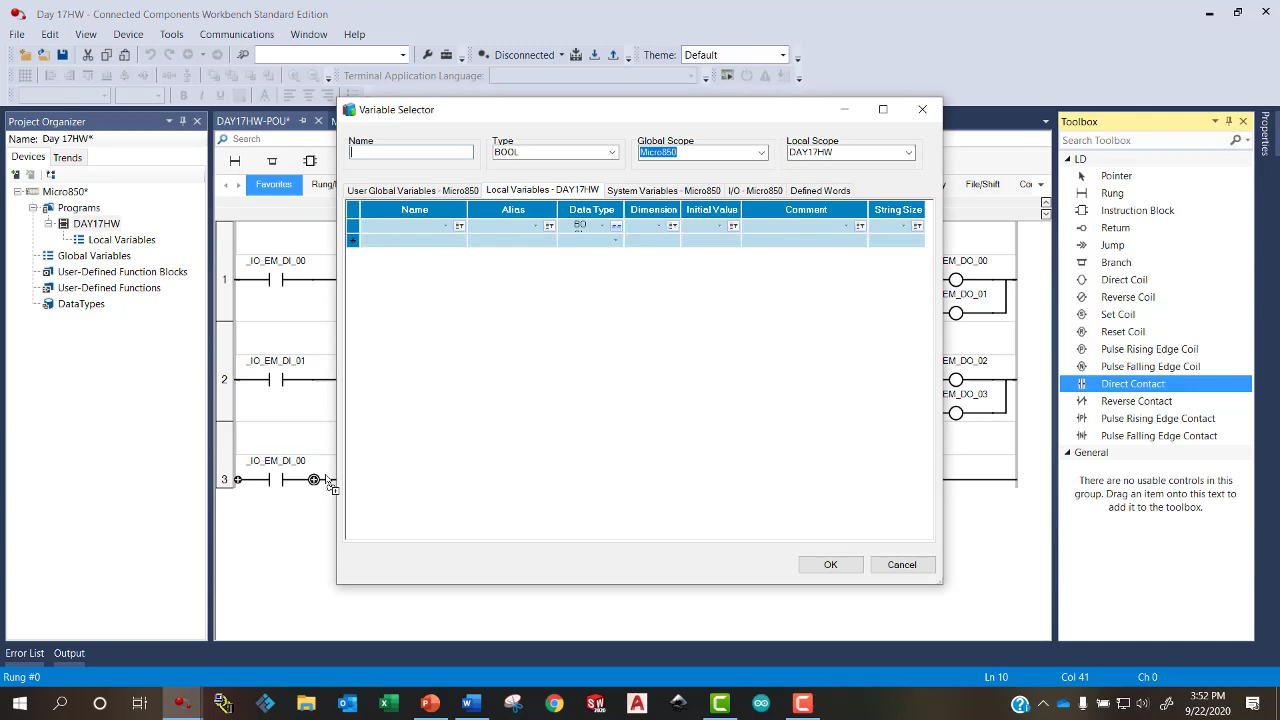 Day 17HW - Connected Components Workbench Standard Edition
File Edit View Device Tools Communications Window Help
Disconnected Theme: Default
Terminal Application Language:
Project Organizer
Name: Day 17HW*
Devices Trends
Micro850*
Programs
DAY17HW
Local Variables
Global Variables
User-Defined Function Blocks
User-Defined Functions
DataTypes
DAY17HW-POU*
Search
Favorites
_IO_EM_DI_00
1
_IO_EM_DI_01
2
_IO_EM_DI_00
3
Variable Selector
Name Type Global Scope Local Scope
BOOL Micro850 DAY17HW
User Global Variables - Micro850 Local Variables - DAY17HW System Variables - Micro850 I/O - Micro850 Defined Words
Name Alias Data Type Dimension Initial Value Comment String Size
BO
OK Cancel
File/Shift
EM_DO_00
EM_DO_01
EM_DO_02
EM_DO_03
Toolbox
Search Toolbox
LD
Pointer
Rung
Instruction Block
Return
Jump
Branch
Direct Coil
Reverse Coil
Set Coil
Reset Coil
Pulse Rising Edge Coil
Pulse Falling Edge Coil
Direct Contact
Reverse Contact
Pulse Rising Edge Contact
Pulse Falling Edge Contact
General
There are no usable controls in this
group. Drag an item onto this text to
add it to the toolbox.
Properties
Error List Output
Rung #0 Ln 10 Col 41 Ch 0
3:52 PM
9/22/2020